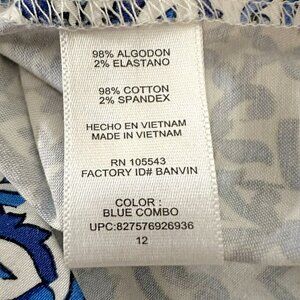 98% ALGODON
2% ELASTANO
98% COTTON
2% SPANDEX
HECHO EN VIETNAM
MADE IN VIETNAM
RN 105543
FACTORY ID# BANVIN
COLOR :
BLUE COMBO
UPC:827576926936
12